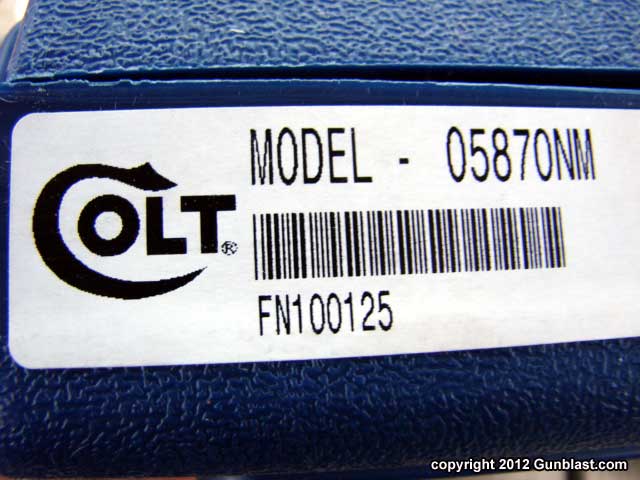 MODEL - 05870NM
COLT®
FN100125
copyright 2012 Gunblast.com